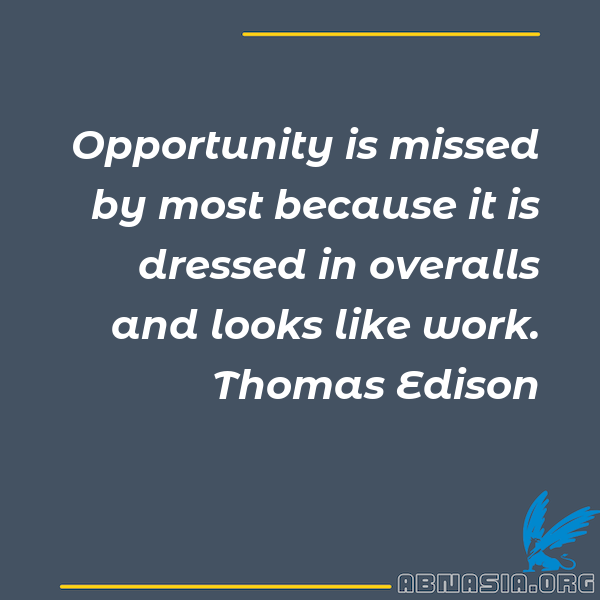 Opportunity is missed
by most because it is
dressed in overalls
and looks like work.
Thomas Edison
ABNASIA.ORG